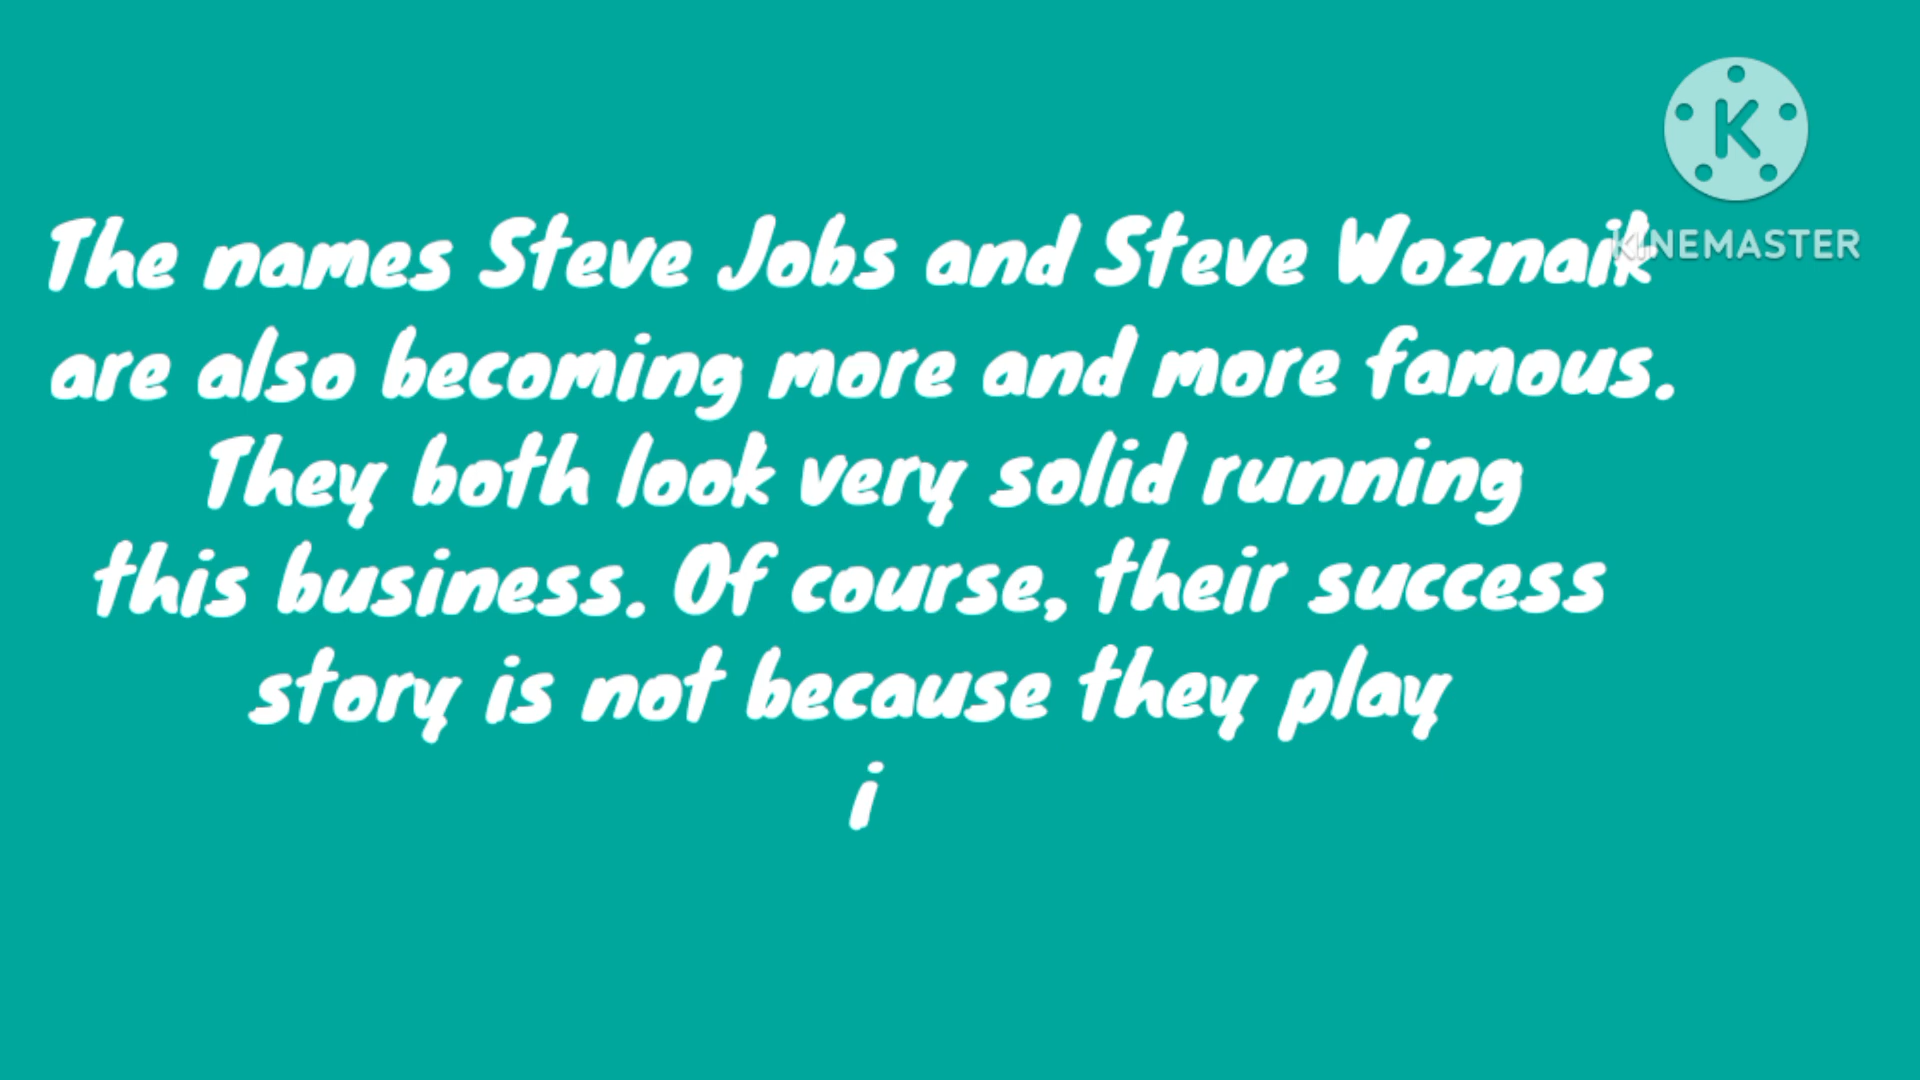 K
KINEMASTER
The names Steve Jobs and Steve Woznaik
are also becoming more and more famous.
They both look very solid running
this business. Of course, their success
story is not because they play
i